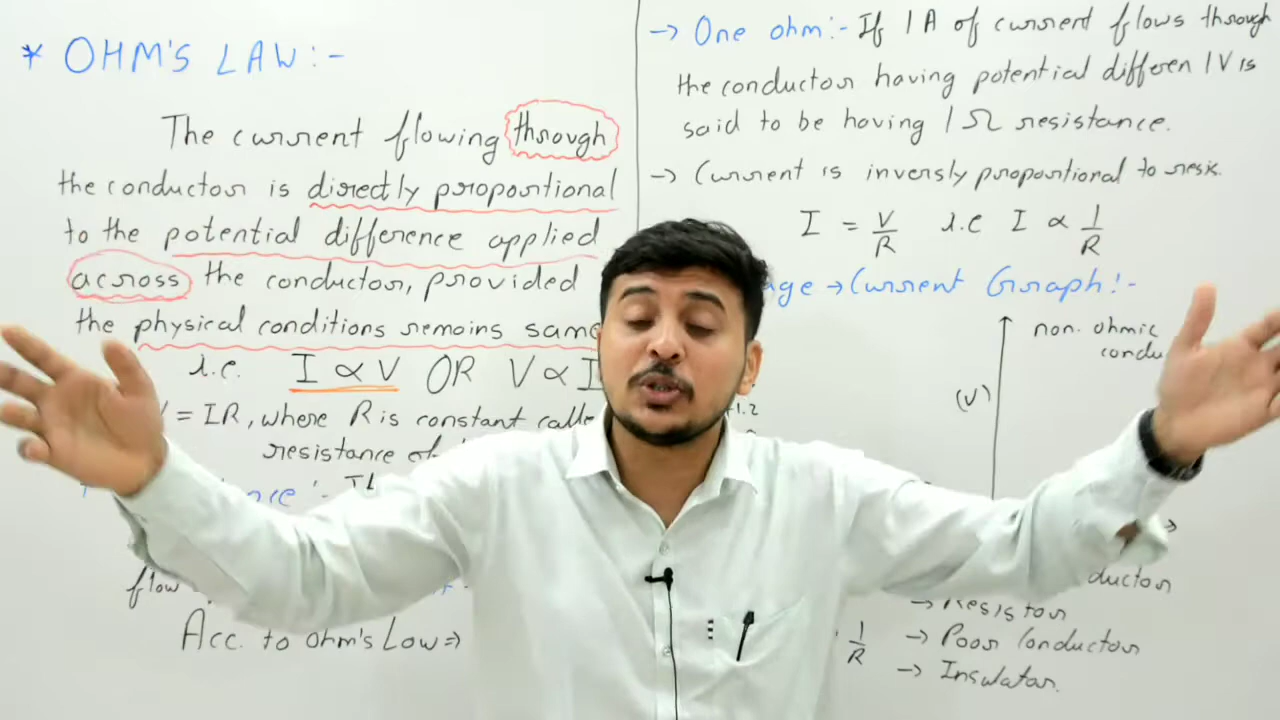 * OHM'S LAW :-
The current flowing through
the conductor is directly proportional
to the potential difference applied
across the conductor, provided
the physical conditions remains same
i.e. I ∝ V OR V ∝ I
= IR, where R is constant
resistance of
flow
Acc. to Ohm's Law ⇒
→ One ohm :- If 1A of current flows through
the conductor having potential differen 1V is
said to be having 1Ω resistance.
→ Current is inversly proportional to resis.
I = V/R i.e I ∝ 1/R
→ Current Graph :-
non. ohmic
(V)
1/R
→ Resistor
→ Poor Conductor
→ Insulator.